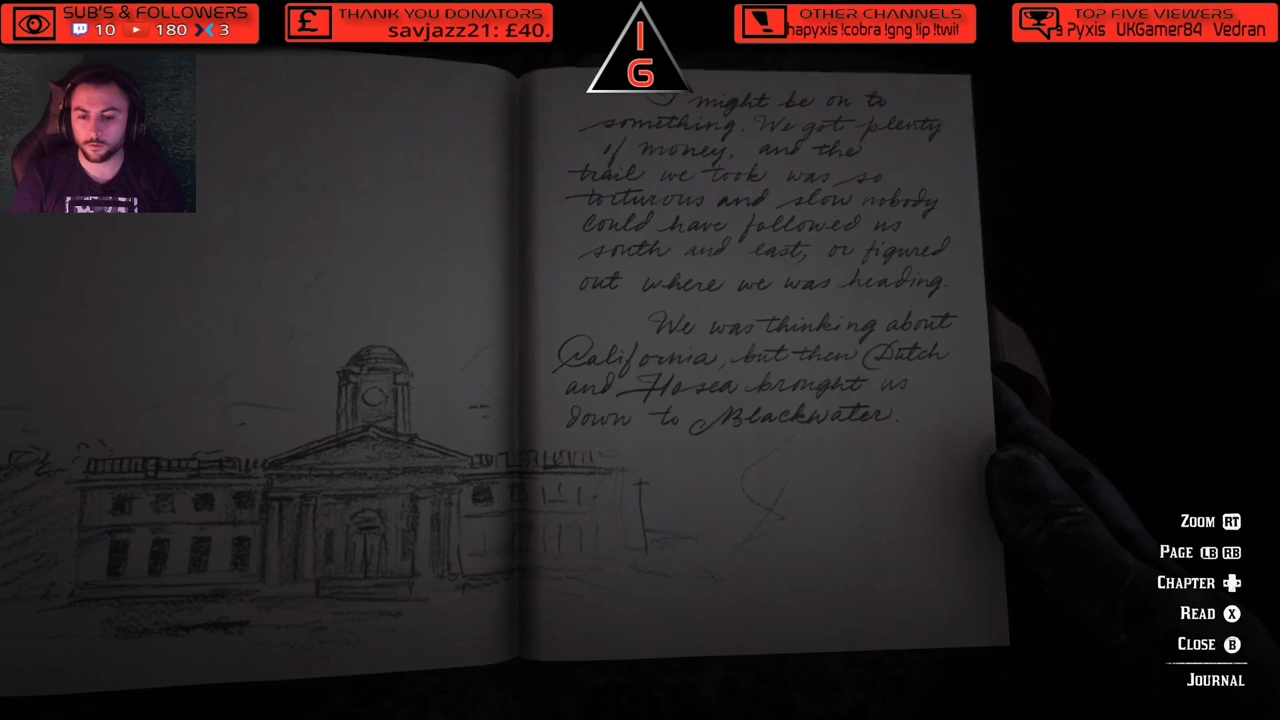 SUB'S & FOLLOWERS
10 180 3
THANK YOU DONATORS
savjazz21: £40.
I
G
OTHER CHANNELS
hapyxis !cobra !gng !ip !twit
TOP FIVE VIEWERS
Pyxis UKGamer84 Vedran
I might be on to
something. We got plenty
of money, and the
trail we took was so
torturous and slow nobody
could have followed us
south and east, or figured
out where we was heading.
We was thinking about
California, but then Dutch
and Hosea brought us
down to Blackwater.
ZOOM RT
PAGE LB RB
CHAPTER
READ X
CLOSE B
JOURNAL